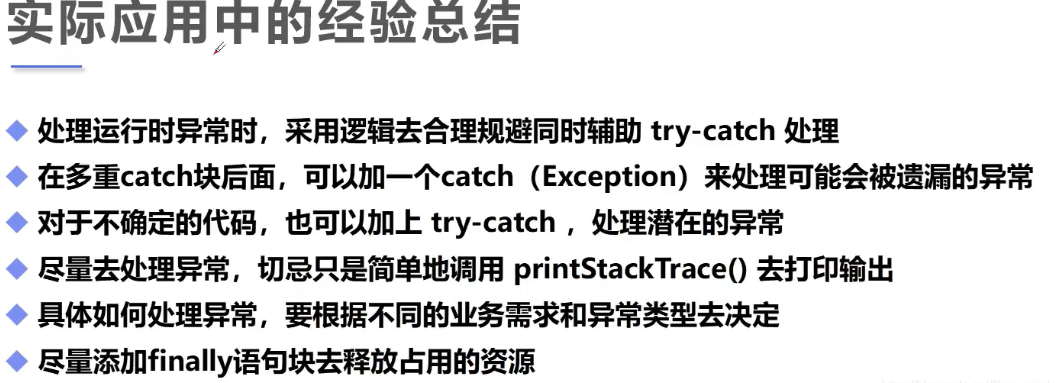 实际应用中的经验总结
处理运行时异常时，采用逻辑去合理规避同时辅助 try-catch 处理
在多重catch块后面，可以加一个catch（Exception）来处理可能会被遗漏的异常
对于不确定的代码，也可以加上 try-catch ，处理潜在的异常
尽量去处理异常，切忌只是简单地调用 printStackTrace() 去打印输出
具体如何处理异常，要根据不同的业务需求和异常类型去决定
尽量添加finally语句块去释放占用的资源